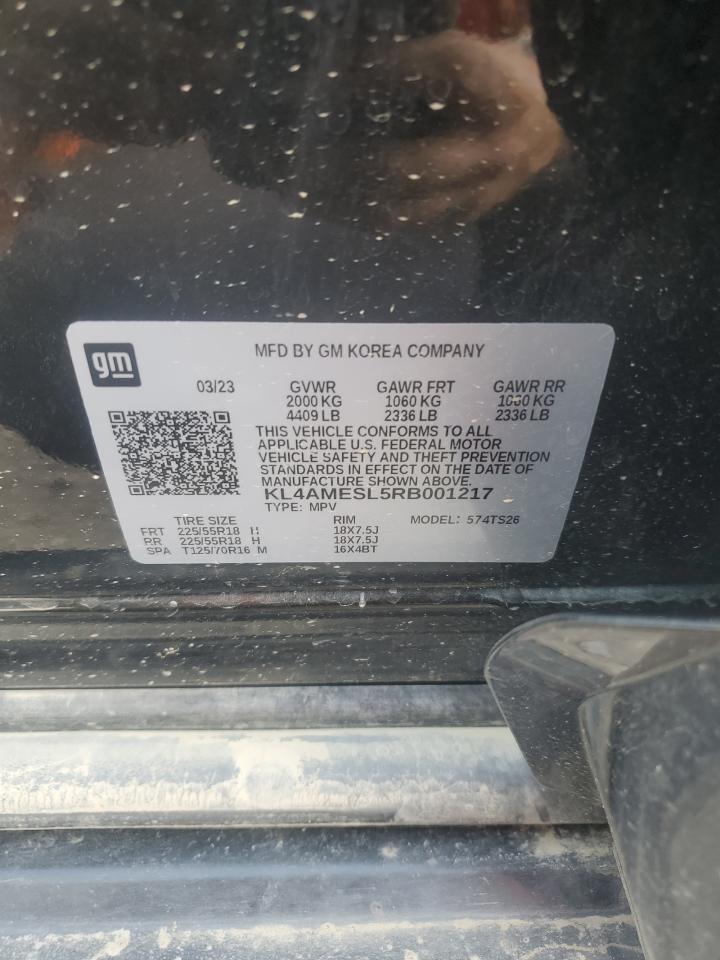 gm
MFD BY GM KOREA COMPANY
03/23 GVWR GAWR FRT GAWR RR
2000 KG 1060 KG 1060 KG
4409 LB 2336 LB 2336 LB
THIS VEHICLE CONFORMS TO ALL
APPLICABLE U.S. FEDERAL MOTOR
VEHICLE SAFETY AND THEFT PREVENTION
STANDARDS IN EFFECT ON THE DATE OF
MANUFACTURE SHOWN ABOVE.
KL4AMESL5RB001217
TYPE: MPV
TIRE SIZE RIM MODEL: 574TS26
FRT 225/55R18 H 18X7.5J
RR 225/55R18 H 18X7.5J
SPA T125/70R16 M 16X4BT